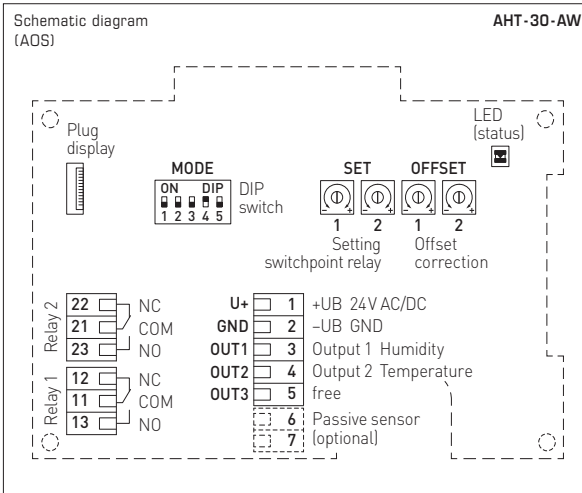 Schematic diagram
(AOS)
AHT-30-AW
Plug
display
MODE
ON DIP
1 2 3 4 5
DIP
switch
SET
OFFSET
1 2
1 2
Setting
switchpoint relay
Offset
correction
LED
(status)
Relay 2
22 NC
21 COM
23 NO
Relay 1
12 NC
11 COM
13 NO
U+ 1 +UB 24V AC/DC
GND 2 –UB GND
OUT1 3 Output 1 Humidity
OUT2 4 Output 2 Temperature
OUT3 5 free
6 Passive sensor
7 (optional)